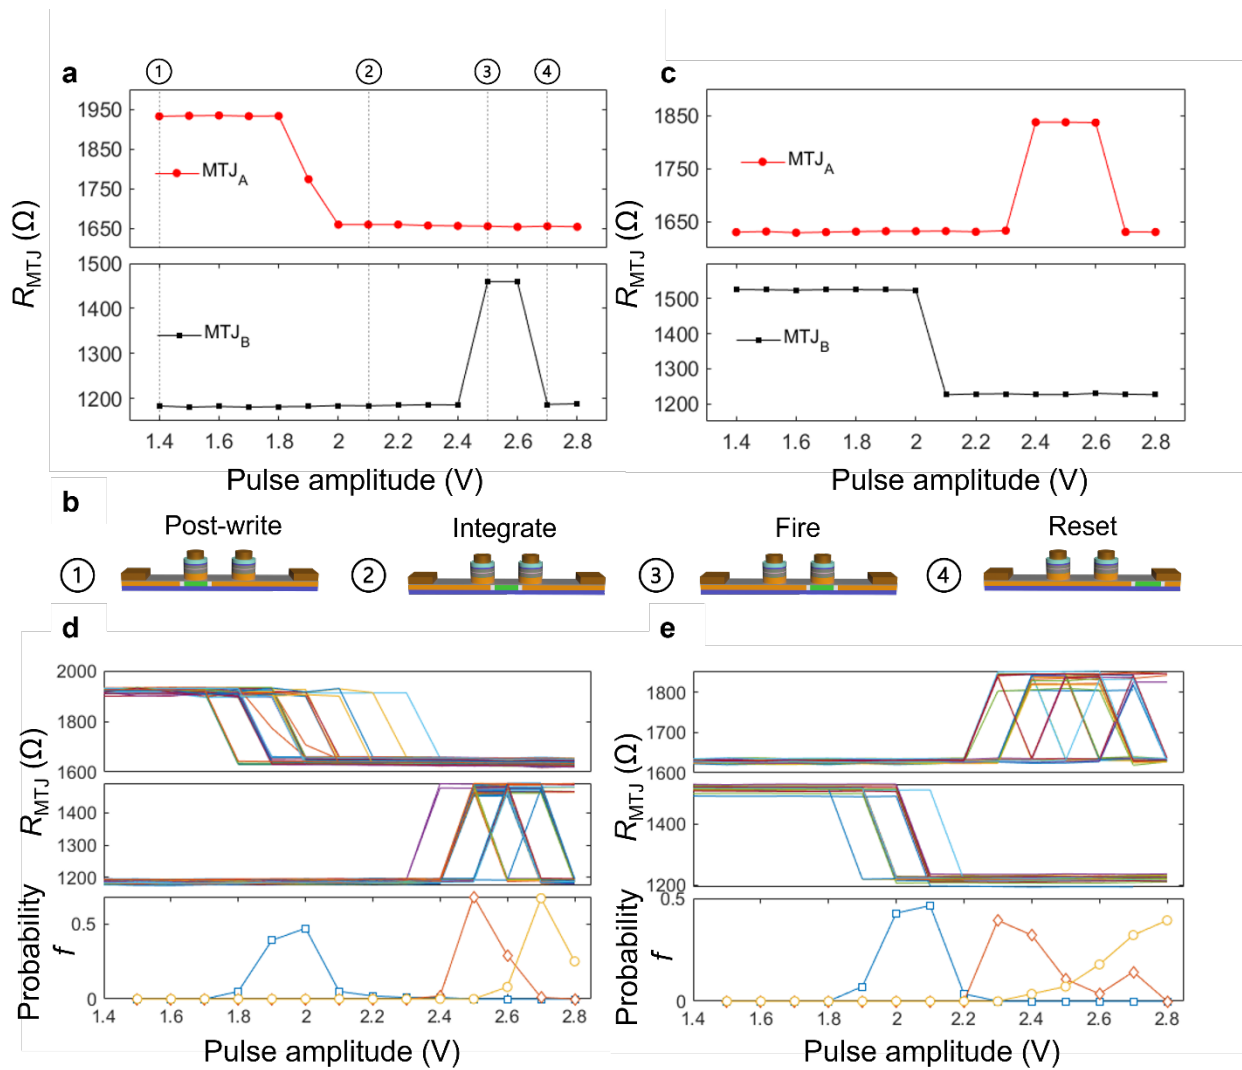 a
① ② ③ ④
1950
1850
1750
1650
MTJA
1500
1400
1300
1200
MTJB
RMTJ (Ω)
1.4 1.6 1.8 2 2.2 2.4 2.6 2.8
Pulse amplitude (V)
c
1850
1750
1650
MTJA
1500
1400
1300
1200
MTJB
RMTJ (Ω)
1.4 1.6 1.8 2 2.2 2.4 2.6 2.8
Pulse amplitude (V)
b
Post-write Integrate Fire Reset
① ② ③ ④
d
2000
1800
1600
1400
1300
1200
RMTJ (Ω)
0.5
0
Probability
f
1.4 1.6 1.8 2 2.2 2.4 2.6 2.8
Pulse amplitude (V)
e
1800
1700
1600
1400
1200
RMTJ (Ω)
0.5
0
Probability
f
1.4 1.6 1.8 2 2.2 2.4 2.6 2.8
Pulse amplitude (V)